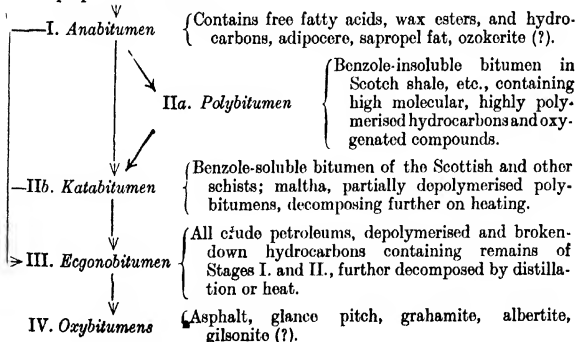 I. Anabitumen
Contains free fatty acids, wax esters, and hydro-
carbons, adipocere, sapropel fat, ozokerite (?).
IIa. Polybitumen
Benzole-insoluble bitumen in
Scotch shale, etc., containing
high molecular, highly poly-
merised hydrocarbons and oxy-
genated compounds.
IIb. Katabitumen
Benzole-soluble bitumen of the Scottish and other
schists; maltha, partially depolymerised poly-
bitumens, decomposing further on heating.
III. Ecgonobitumen
All crude petroleums, depolymerised and broken-
down hydrocarbons containing remains of
Stages I. and II., further decomposed by distilla-
tion or heat.
IV. Oxybitumens
Asphalt, glance pitch, grahamite, albertite,
gilsonite (?).